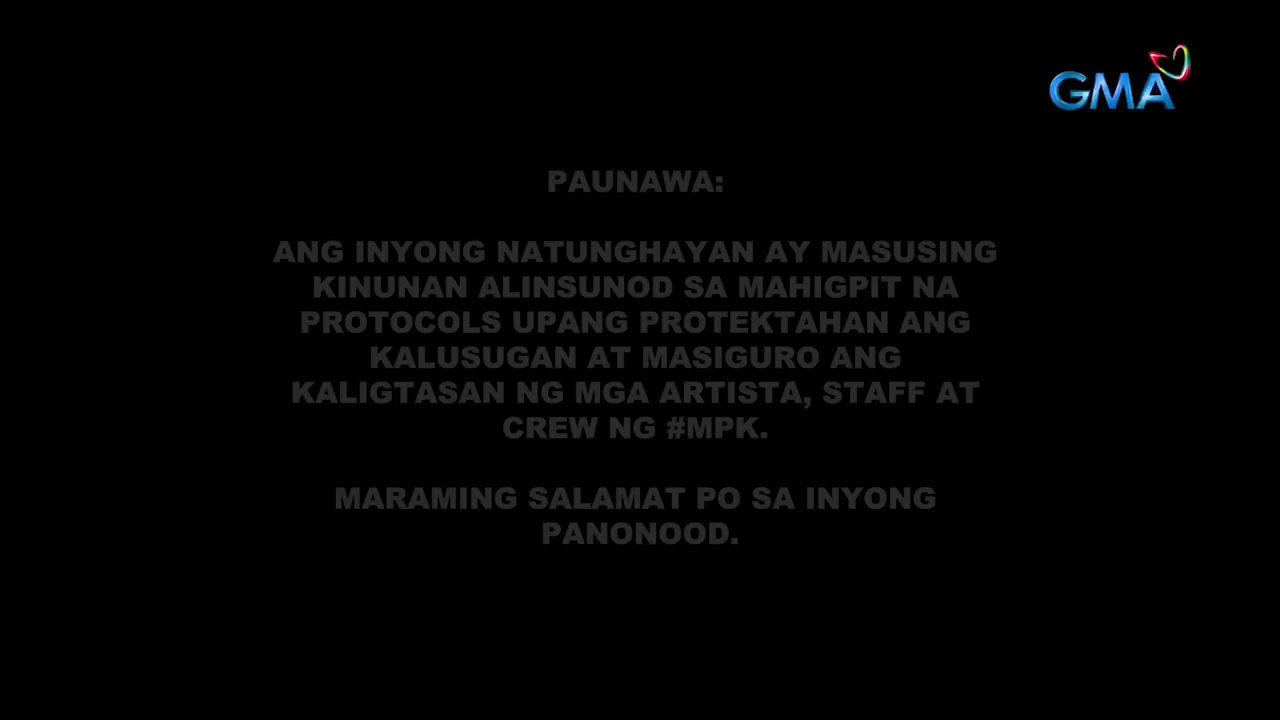 GMA
PAUNAWA:
ANG INYONG NATUNGHAYAN AY MASUSING
KINUNAN ALINSUNOD SA MAHIGPIT NA
PROTOCOLS UPANG PROTEKTAHAN ANG
KALUSUGAN AT MASIGURO ANG
KALIGTASAN NG MGA ARTISTA, STAFF AT
CREW NG #MPK.
MARAMING SALAMAT PO SA INYONG
PANONOOD.